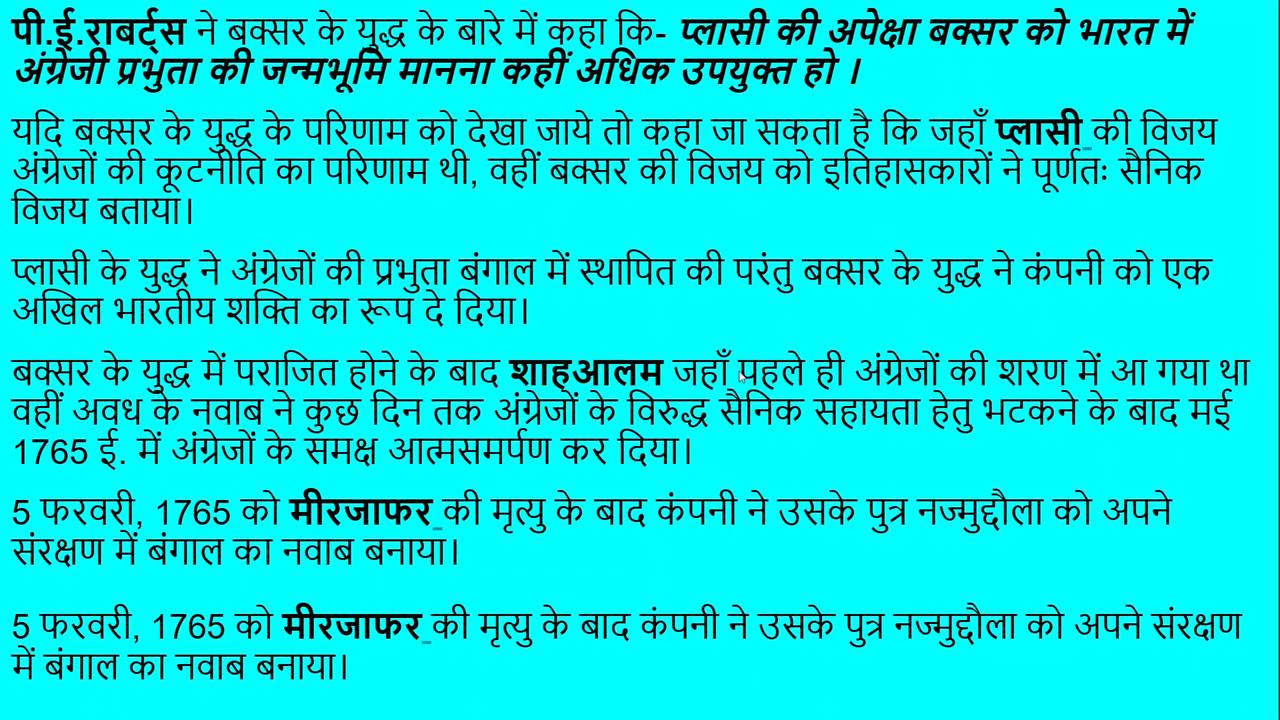 पी.ई.राबर्ट्स ने बक्सर के युद्ध के बारे में कहा कि- प्लासी की अपेक्षा बक्सर को भारत में
अंग्रेजी प्रभुता की जन्मभूमि मानना कहीं अधिक उपयुक्त हो ।
यदि बक्सर के युद्ध के परिणाम को देखा जाये तो कहा जा सकता है कि जहाँ प्लासी की विजय
अंग्रेजों की कूटनीति का परिणाम थी, वहीं बक्सर की विजय को इतिहासकारों ने पूर्णतः सैनिक
विजय बताया।
प्लासी के युद्ध ने अंग्रेजों की प्रभुता बंगाल में स्थापित की परंतु बक्सर के युद्ध ने कंपनी को एक
अखिल भारतीय शक्ति का रूप दे दिया।
बक्सर के युद्ध में पराजित होने के बाद शाहआलम जहाँ पहले ही अंग्रेजों की शरण में आ गया था
वहीं अवध के नवाब ने कुछ दिन तक अंग्रेजों के विरुद्ध सैनिक सहायता हेतु भटकने के बाद मई
1765 ई. में अंग्रेजों के समक्ष आत्मसमर्पण कर दिया।
5 फरवरी, 1765 को मीरजाफर की मृत्यु के बाद कंपनी ने उसके पुत्र नज्मुद्दौला को अपने
संरक्षण में बंगाल का नवाब बनाया।
5 फरवरी, 1765 को मीरजाफर की मृत्यु के बाद कंपनी ने उसके पुत्र नज्मुद्दौला को अपने संरक्षण
में बंगाल का नवाब बनाया।